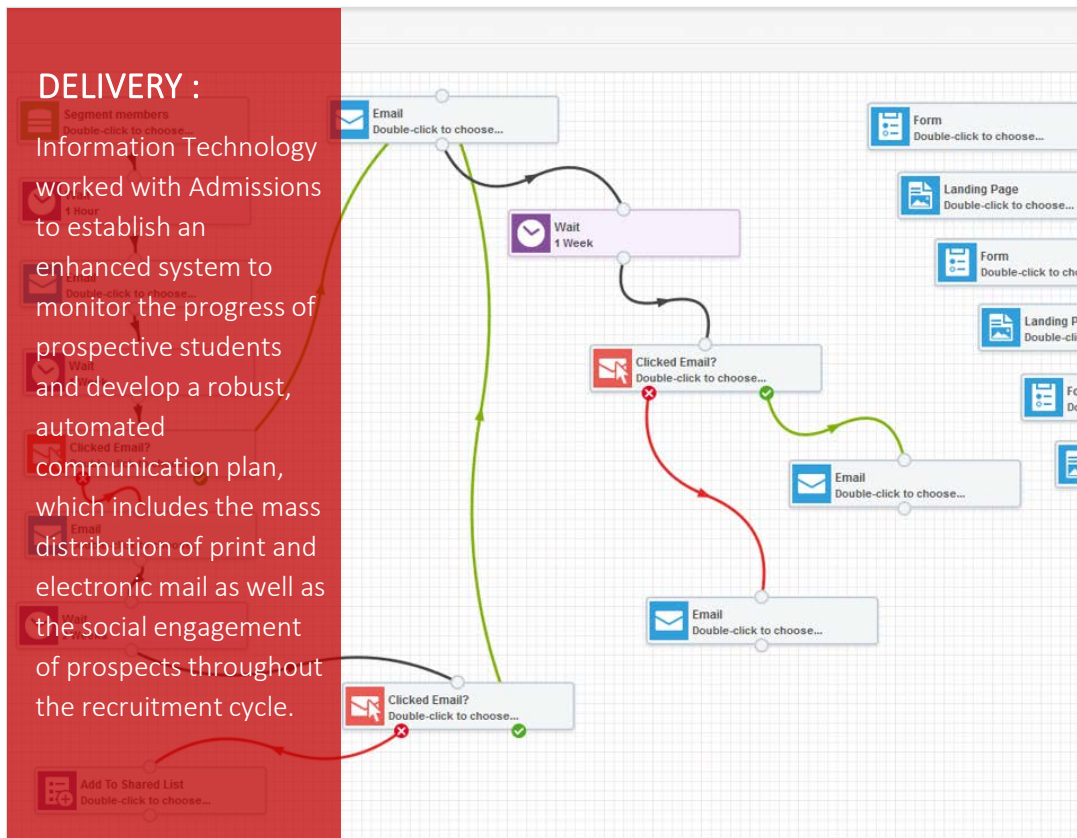 DELIVERY :
Information Technology
worked with Admissions
to establish an
enhanced system to
monitor the progress of
prospective students
and develop a robust,
automated
communication plan,
which includes the mass
distribution of print and
electronic mail as well as
the social engagement
of prospects throughout
the recruitment cycle.
Segment members
Double-click to choose...
Wait
1 Hour
Email
Double-click to choose...
Wait
Clicked Email?
Email
Wait
Clicked Email?
Double-click to choose...
Add To Shared List
Double-click to choose...
Email
Double-click to choose...
Wait
1 Week
Clicked Email?
Double-click to choose...
Email
Double-click to choose...
Email
Double-click to choose...
Form
Double-click to choose...
Landing Page
Double-click to choose...
Form
Double-click to cho
Landing P
Double-cli
Fo
Do